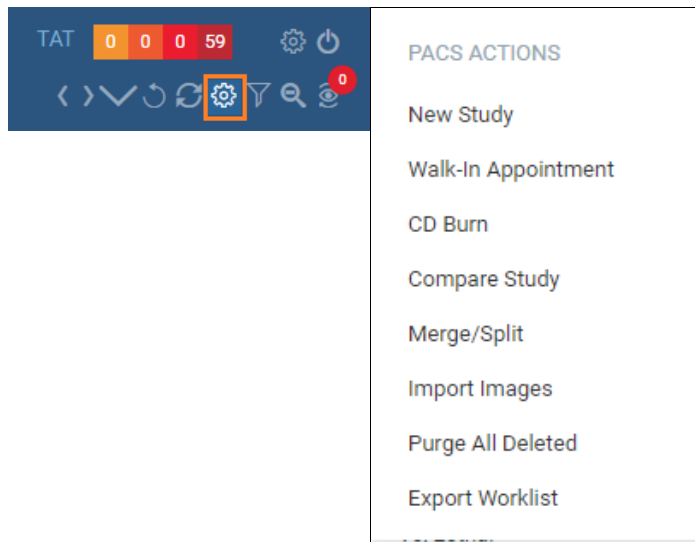 TAT 0 0 0 59
0
PACS ACTIONS
New Study
Walk-In Appointment
CD Burn
Compare Study
Merge/Split
Import Images
Purge All Deleted
Export Worklist